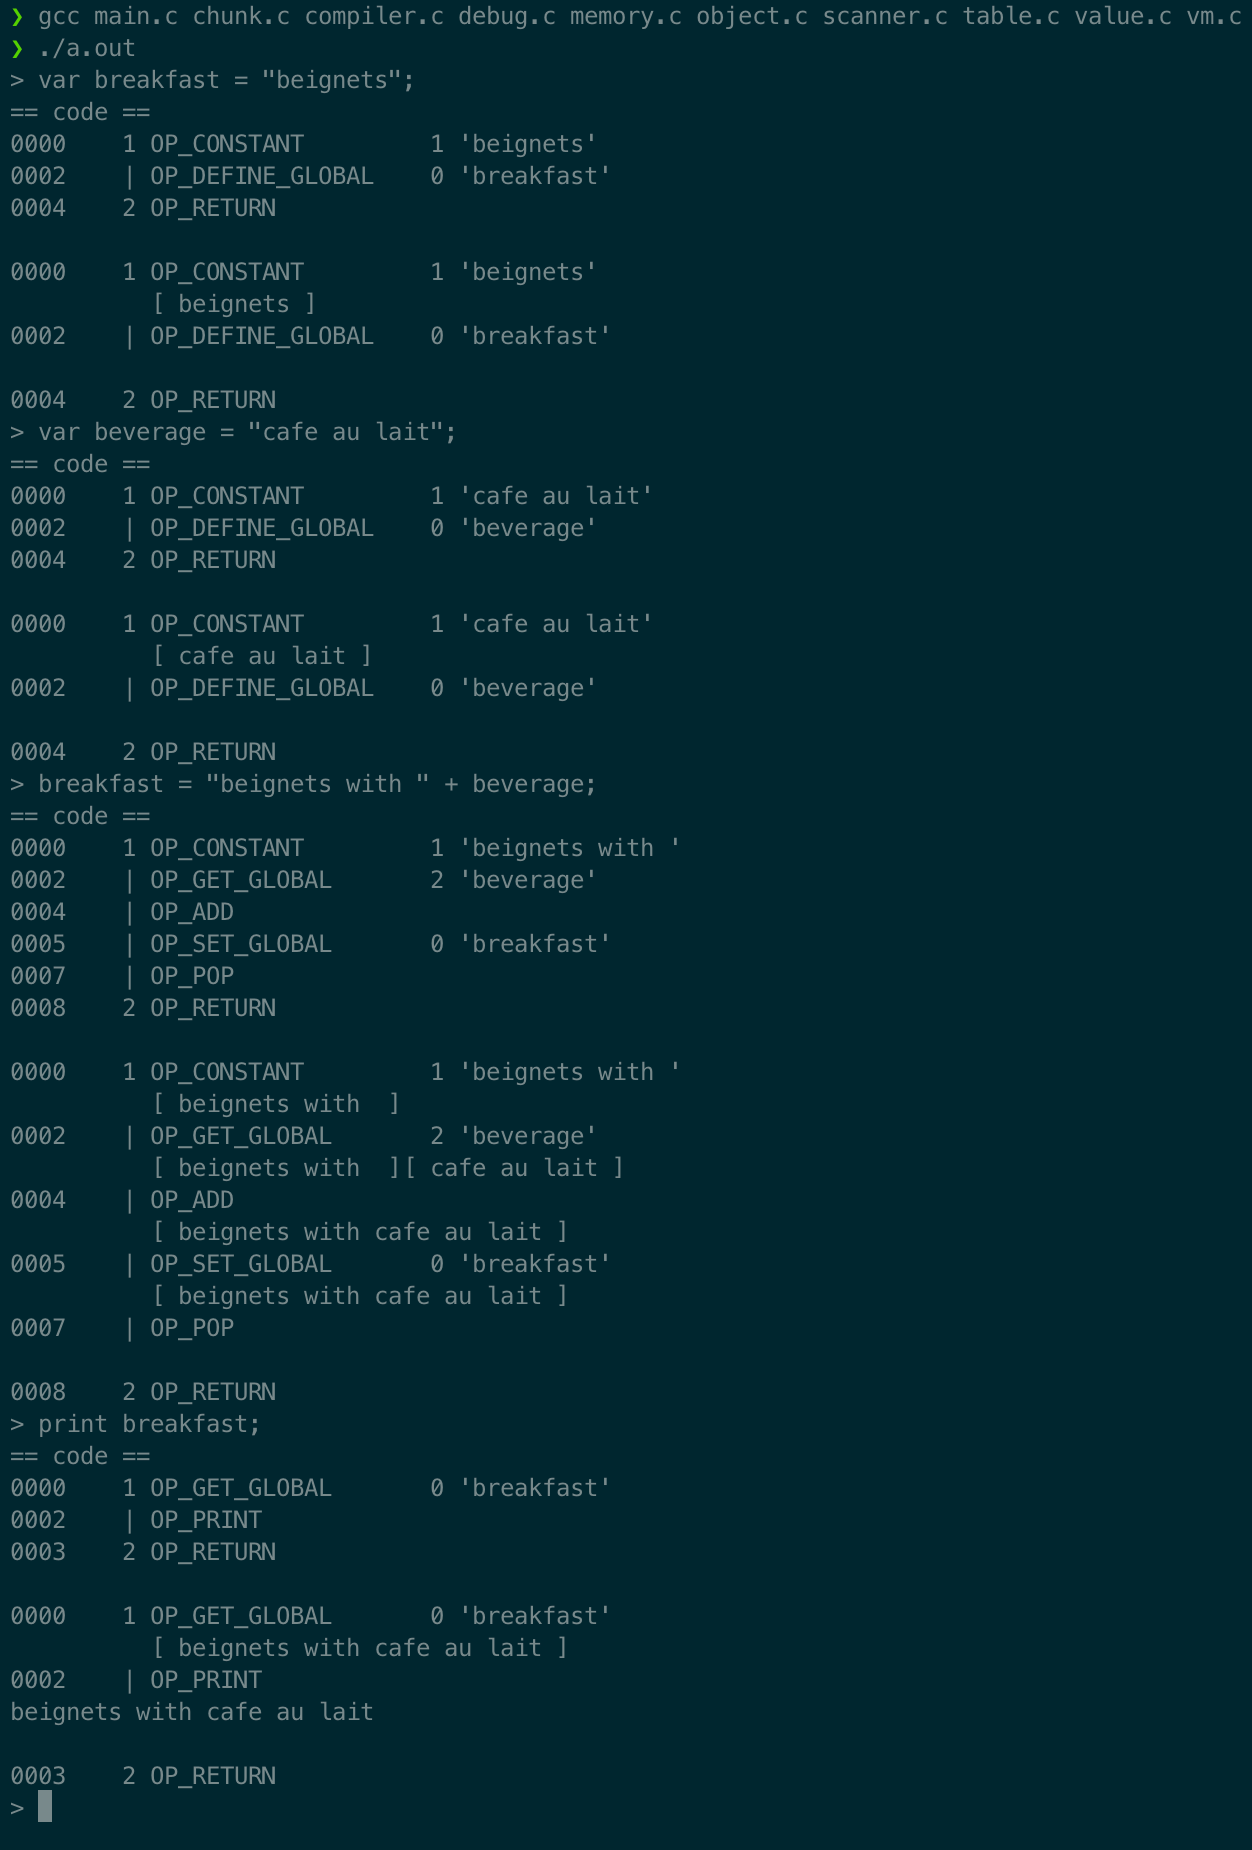 ❯ gcc main.c chunk.c compiler.c debug.c memory.c object.c scanner.c table.c value.c vm.c
❯ ./a.out
> var breakfast = "beignets";
== code ==
0000    1 OP_CONSTANT         1 'beignets'
0002    | OP_DEFINE_GLOBAL    0 'breakfast'
0004    2 OP_RETURN

0000    1 OP_CONSTANT         1 'beignets'
          [ beignets ]
0002    | OP_DEFINE_GLOBAL    0 'breakfast'

0004    2 OP_RETURN
> var beverage = "cafe au lait";
== code ==
0000    1 OP_CONSTANT         1 'cafe au lait'
0002    | OP_DEFINE_GLOBAL    0 'beverage'
0004    2 OP_RETURN

0000    1 OP_CONSTANT         1 'cafe au lait'
          [ cafe au lait ]
0002    | OP_DEFINE_GLOBAL    0 'beverage'

0004    2 OP_RETURN
> breakfast = "beignets with " + beverage;
== code ==
0000    1 OP_CONSTANT         1 'beignets with '
0002    | OP_GET_GLOBAL       2 'beverage'
0004    | OP_ADD
0005    | OP_SET_GLOBAL       0 'breakfast'
0007    | OP_POP
0008    2 OP_RETURN

0000    1 OP_CONSTANT         1 'beignets with '
          [ beignets with  ]
0002    | OP_GET_GLOBAL       2 'beverage'
          [ beignets with  ][ cafe au lait ]
0004    | OP_ADD
          [ beignets with cafe au lait ]
0005    | OP_SET_GLOBAL       0 'breakfast'
          [ beignets with cafe au lait ]
0007    | OP_POP

0008    2 OP_RETURN
> print breakfast;
== code ==
0000    1 OP_GET_GLOBAL       0 'breakfast'
0002    | OP_PRINT
0003    2 OP_RETURN

0000    1 OP_GET_GLOBAL       0 'breakfast'
          [ beignets with cafe au lait ]
0002    | OP_PRINT
beignets with cafe au lait

0003    2 OP_RETURN
>